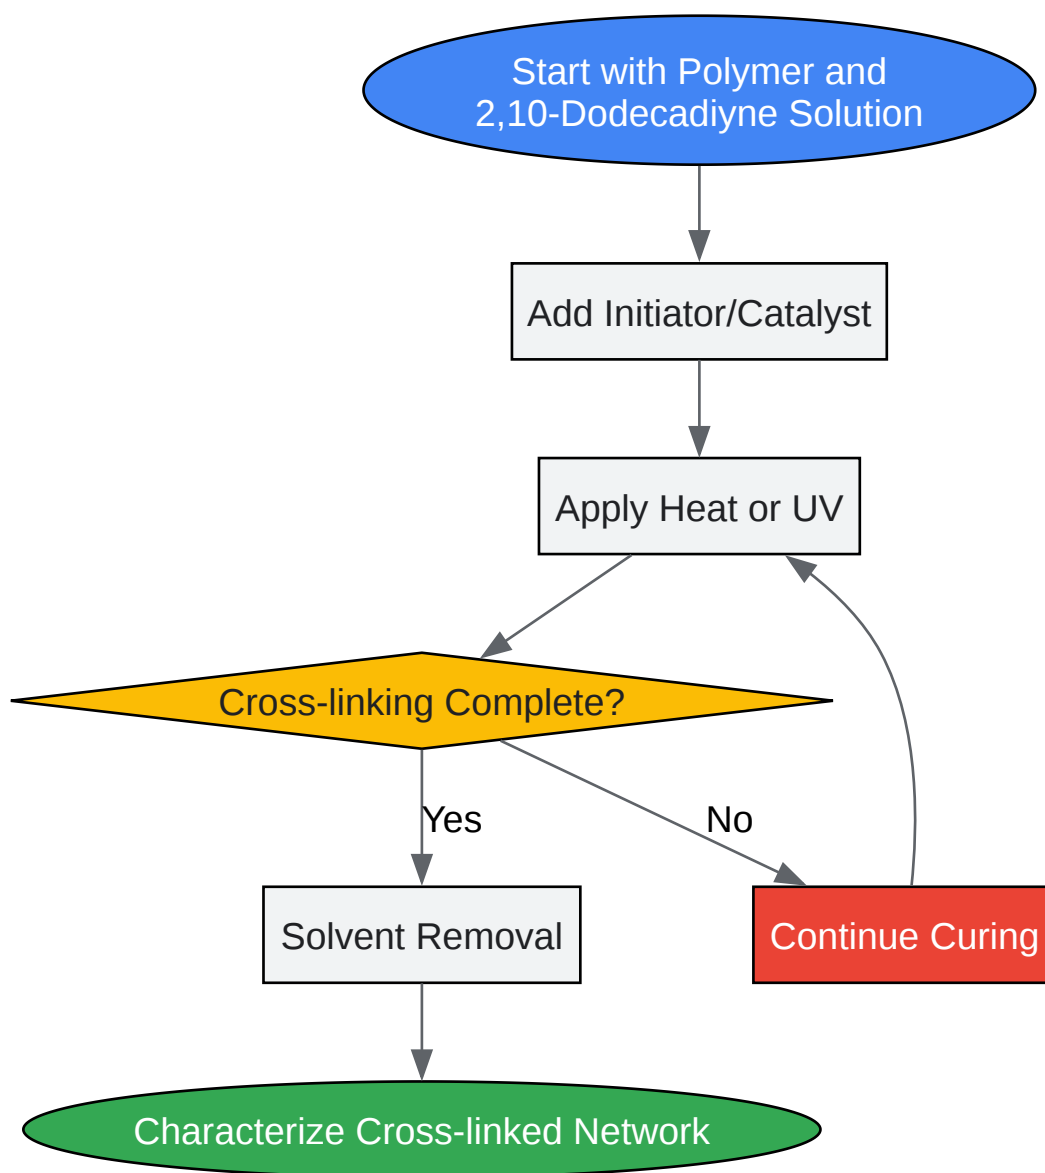 Start with Polymer and
2,10-Dodecadiyne Solution
Add Initiator/Catalyst
Apply Heat or UV
Cross-linking Complete?
Yes
No
Solvent Removal
Continue Curing
Characterize Cross-linked Network